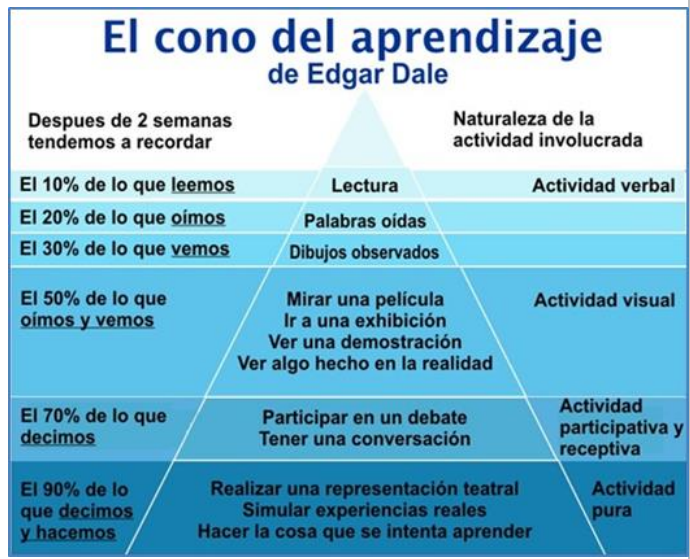 El cono del aprendizaje
de Edgar Dale
Despues de 2 semanas
tendemos a recordar
Naturaleza de la
actividad involucrada
El 10% de lo que leemos
Lectura
Actividad verbal
El 20% de lo que oímos
Palabras oídas
El 30% de lo que vemos
Dibujos observados
El 50% de lo que
oímos y vemos
Mirar una película
Ir a una exhibición
Ver una demostración
Ver algo hecho en la realidad
Actividad visual
El 70% de lo que
decimos
Participar en un debate
Tener una conversación
Actividad
participativa y
receptiva
El 90% de lo
que decimos
y hacemos
Realizar una representación teatral
Simular experiencias reales
Hacer la cosa que se intenta aprender
Actividad
pura